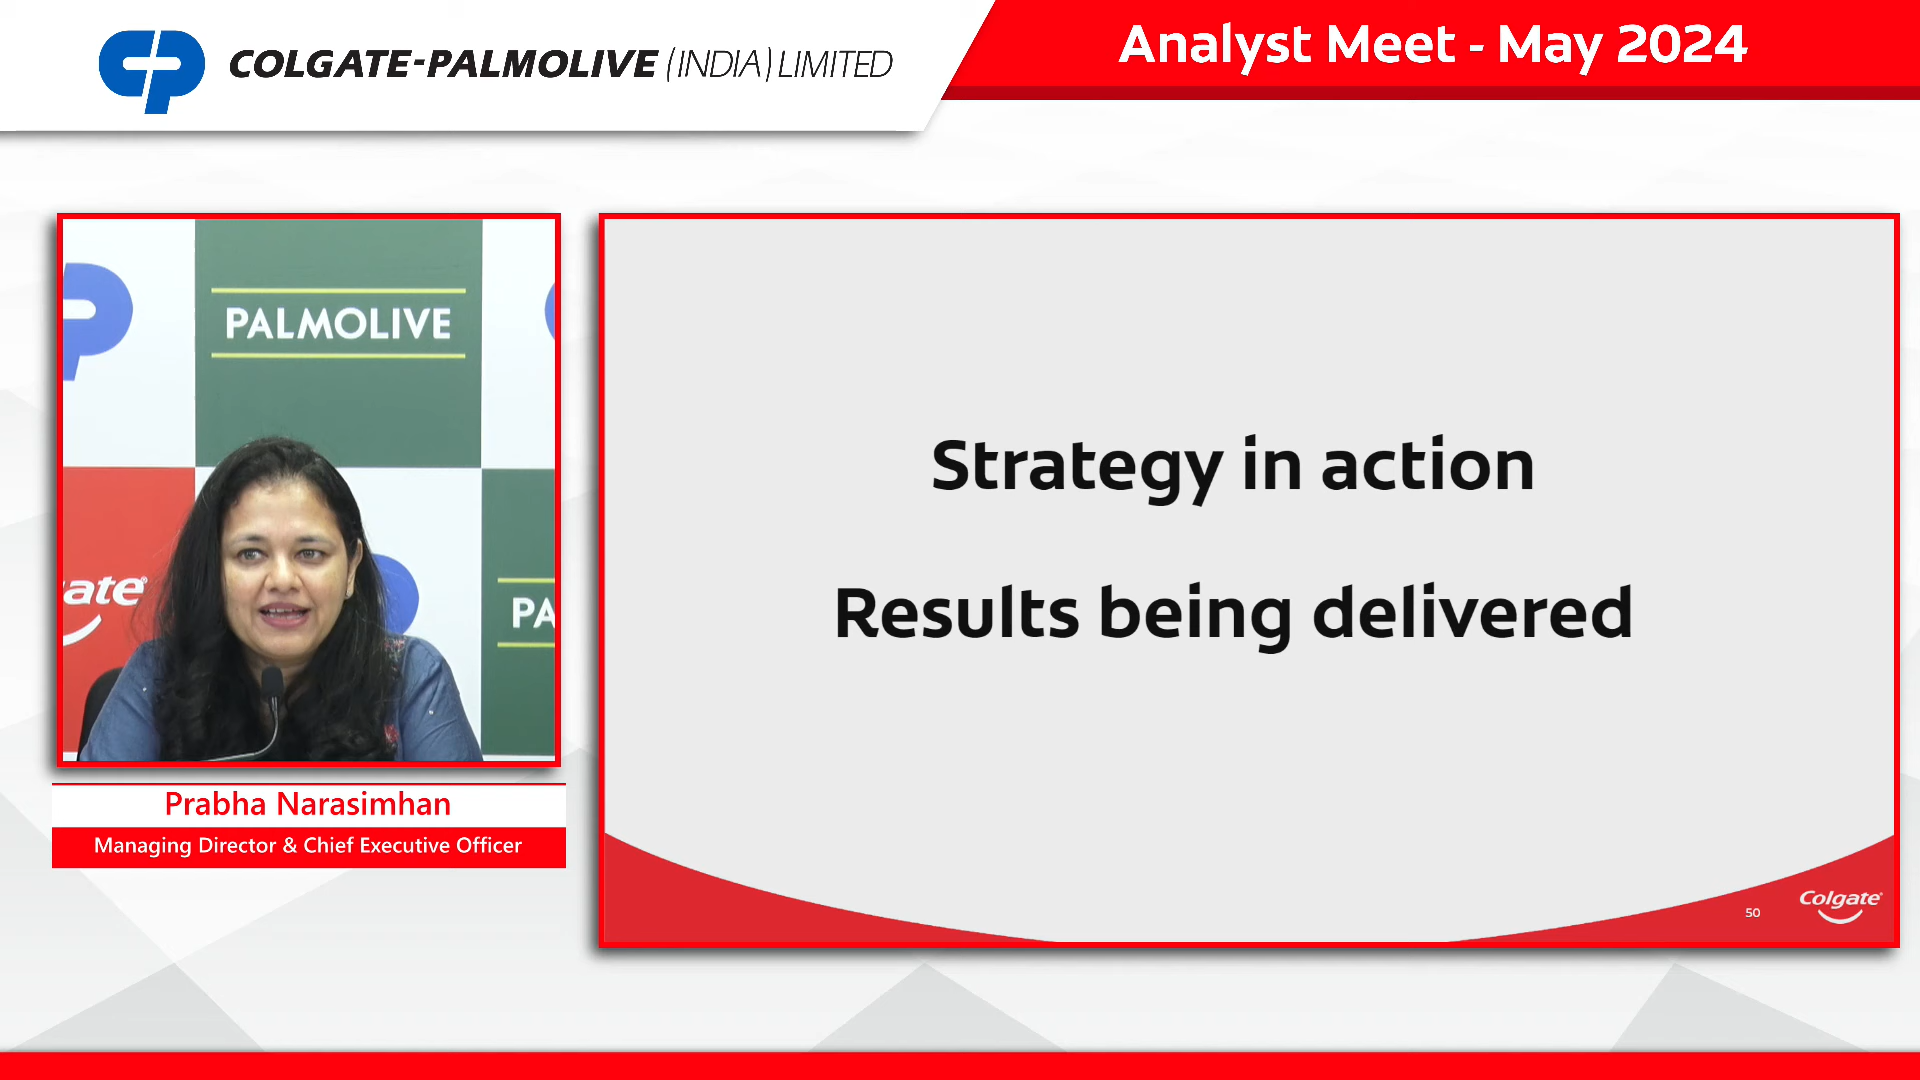 COLGATE-PALMOLIVE (INDIA) LIMITED
Analyst Meet - May 2024
PALMOLIVE
ate
PA
Prabha Narasimhan
Managing Director & Chief Executive Officer
Strategy in action
Results being delivered
50
Colgate